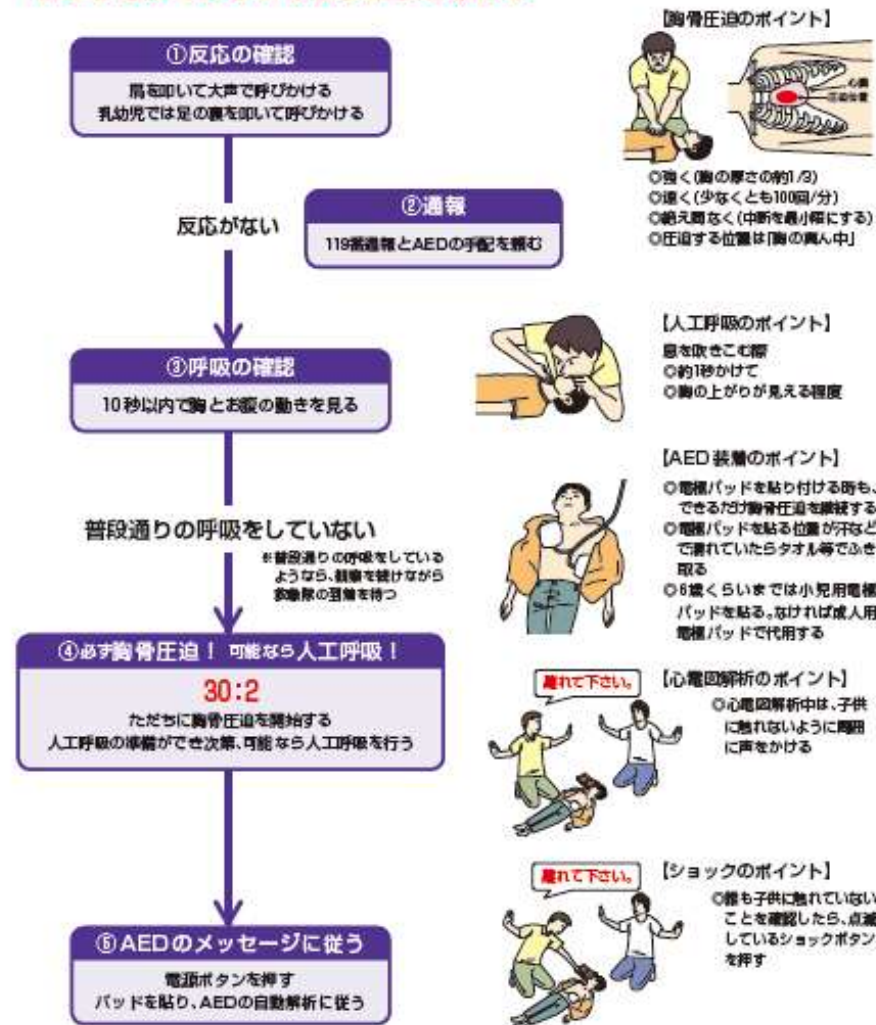 ①反応の確認
肩を叩いて大声で呼びかける
乳幼児では足の裏を叩いて呼びかける
反応がない
②通報
119番通報とAEDの手配を頼む
③呼吸の確認
10秒以内で胸とお腹の動きを見る
普段通りの呼吸をしていない
※普段通りの呼吸をしている
ようなら、観察を続けながら
救急隊の到着を待つ
④必ず胸骨圧迫！ 可能なら人工呼吸！
30:2
ただちに胸骨圧迫を開始する
人工呼吸の準備ができ次第、可能なら人工呼吸を行う
⑤AEDのメッセージに従う
電源ボタンを押す
パッドを貼り、AEDの自動解析に従う
【胸骨圧迫のポイント】
心臓
圧迫位置
◎強く(胸の厚さの約1/3)
◎速く(少なくとも100回/分)
◎絶え間なく(中断を最小限にする)
◎圧迫する位置は「胸の真ん中」
【人工呼吸のポイント】
息を吹きこむ際
◎約1秒かけて
◎胸の上がりが見える程度
【AED装着のポイント】
◎電極パッドを貼り付ける時も、
できるだけ胸骨圧迫を継続する
◎電極パッドを貼る位置が汗など
で濡れていたらタオル等でふき
取る
◎6歳くらいまでは小児用電極
パッドを貼る。なければ成人用
電極パッドで代用する
離れて下さい。
【心電図解析のポイント】
◎心電図解析中は、子供
に触れないように周囲
に声をかける
離れて下さい。
【ショックのポイント】
◎誰も子供に触れていない
ことを確認したら、点滅
しているショックボタン
を押す